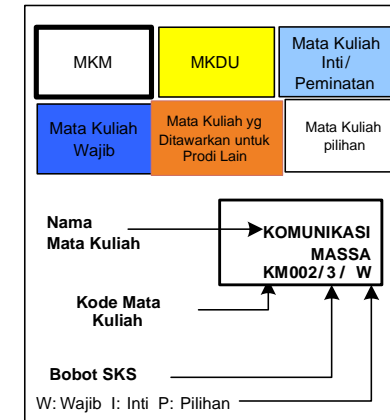 MKM
MKDU
Mata Kuliah
Inti/
Peminatan
Mata Kuliah
Wajib
Mata Kuliah yg
Ditawarkan untuk
Prodi Lain
Mata Kuliah
pilihan
Nama
Mata Kuliah
KOMUNIKASI
MASSA
KM002/3/ W
Kode Mata
Kuliah
Bobot SKS
W: Wajib I: Inti P: Pilihan